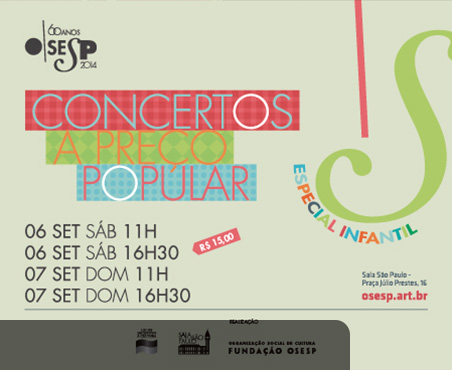 60 ANOS
OSESP
2014
CONCERTOS
A PREÇO
POPULAR
ESPECIAL INFANTIL
06 SET SÁB 11H
06 SET SÁB 16H30
07 SET DOM 11H
07 SET DOM 16H30
R$ 15,00
Sala São Paulo -
Praça Júlio Prestes, 16
osesp.art.br
REALIZAÇÃO
ORGANIZAÇÃO SOCIAL DE CULTURA
FUNDAÇÃO OSESP